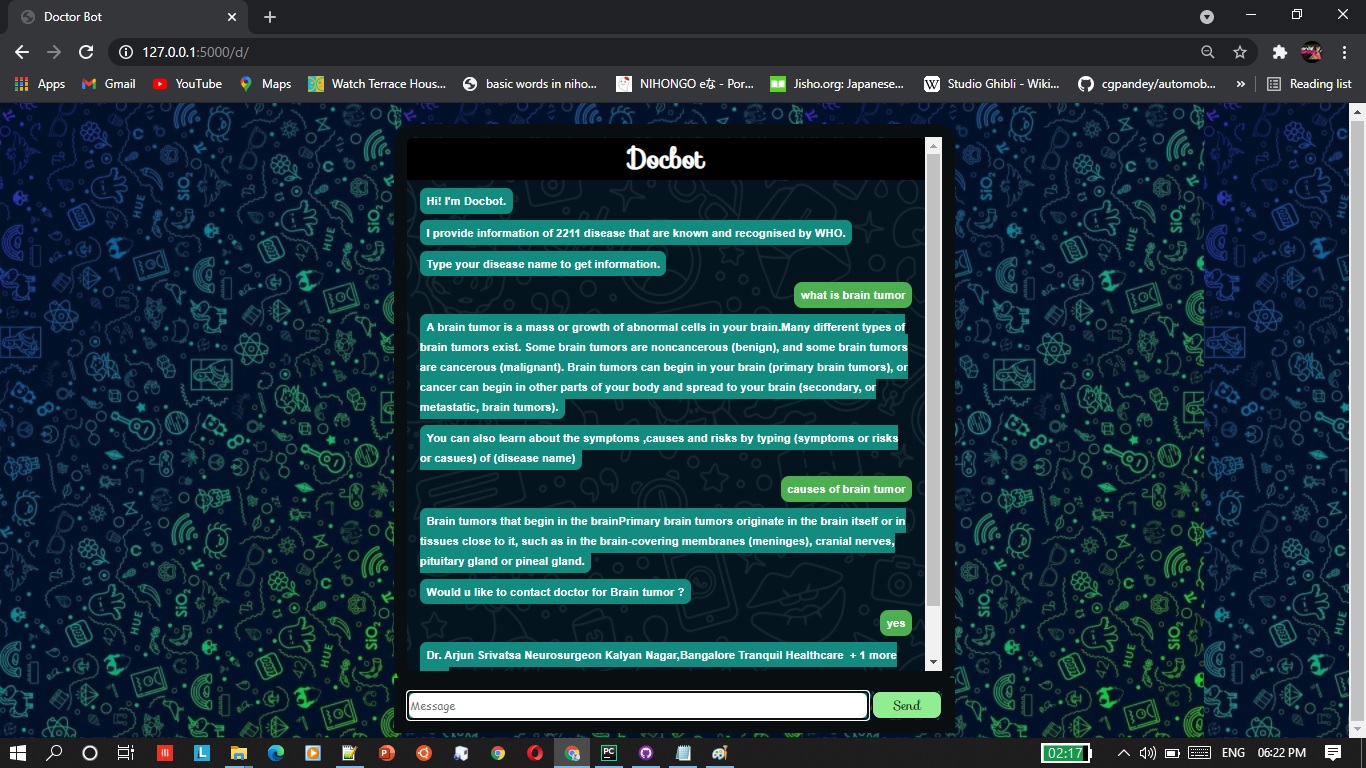 Doctor Bot
127.0.0.1:5000/d/
Apps
Gmail
YouTube
Maps
Watch Terrace Hous...
basic words in niho...
NIHONGO eな - Por...
Jisho.org: Japanese...
Studio Ghibli - Wiki...
cgpandey/automob...
»
Reading list
Docbot
Hi! I'm Docbot.
I provide information of 2211 disease that are known and recognised by WHO.
Type your disease name to get information.
what is brain tumor
A brain tumor is a mass or growth of abnormal cells in your brain.Many different types of
brain tumors exist. Some brain tumors are noncancerous (benign), and some brain tumors
are cancerous (malignant). Brain tumors can begin in your brain (primary brain tumors), or
cancer can begin in other parts of your body and spread to your brain (secondary, or
metastatic, brain tumors).
You can also learn about the symptoms ,causes and risks by typing (symptoms or risks
or casues) of (disease name)
causes of brain tumor
Brain tumors that begin in the brainPrimary brain tumors originate in the brain itself or in
tissues close to it, such as in the brain-covering membranes (meninges), cranial nerves,
pituitary gland or pineal gland.
Would u like to contact doctor for Brain tumor ?
yes
Dr. Arjun Srivatsa Neurosurgeon Kalyan Nagar,Bangalore Tranquil Healthcare + 1 more
Message
Send
02:17
ENG
06:22 PM